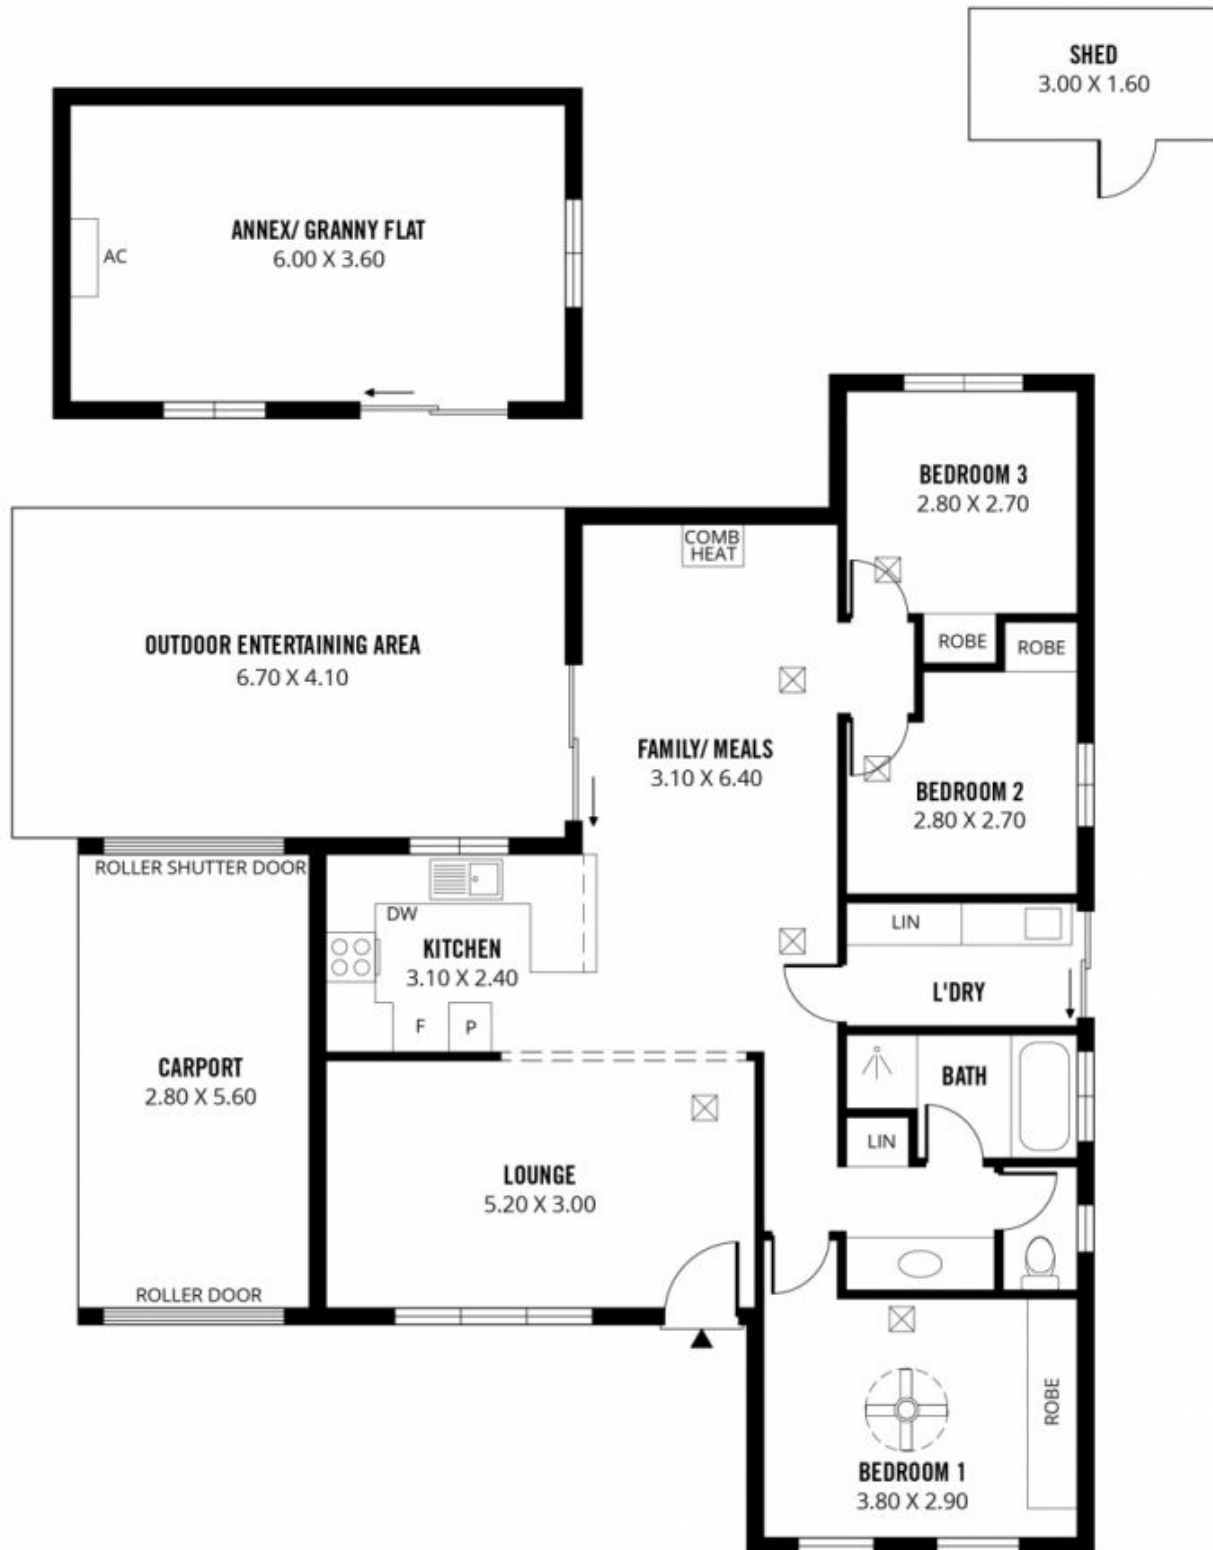 SHED
3.00 X 1.60
ANNEX/ GRANNY FLAT
6.00 X 3.60
AC
BEDROOM 3
2.80 X 2.70
COMB
HEAT
ROBE
ROBE
OUTDOOR ENTERTAINING AREA
6.70 X 4.10
FAMILY/ MEALS
3.10 X 6.40
BEDROOM 2
2.80 X 2.70
ROLLER SHUTTER DOOR
DW
KITCHEN
3.10 X 2.40
F
P
LIN
L'DRY
CARPORT
2.80 X 5.60
BATH
LIN
LOUNGE
5.20 X 3.00
ROLLER DOOR
ROBE
BEDROOM 1
3.80 X 2.90